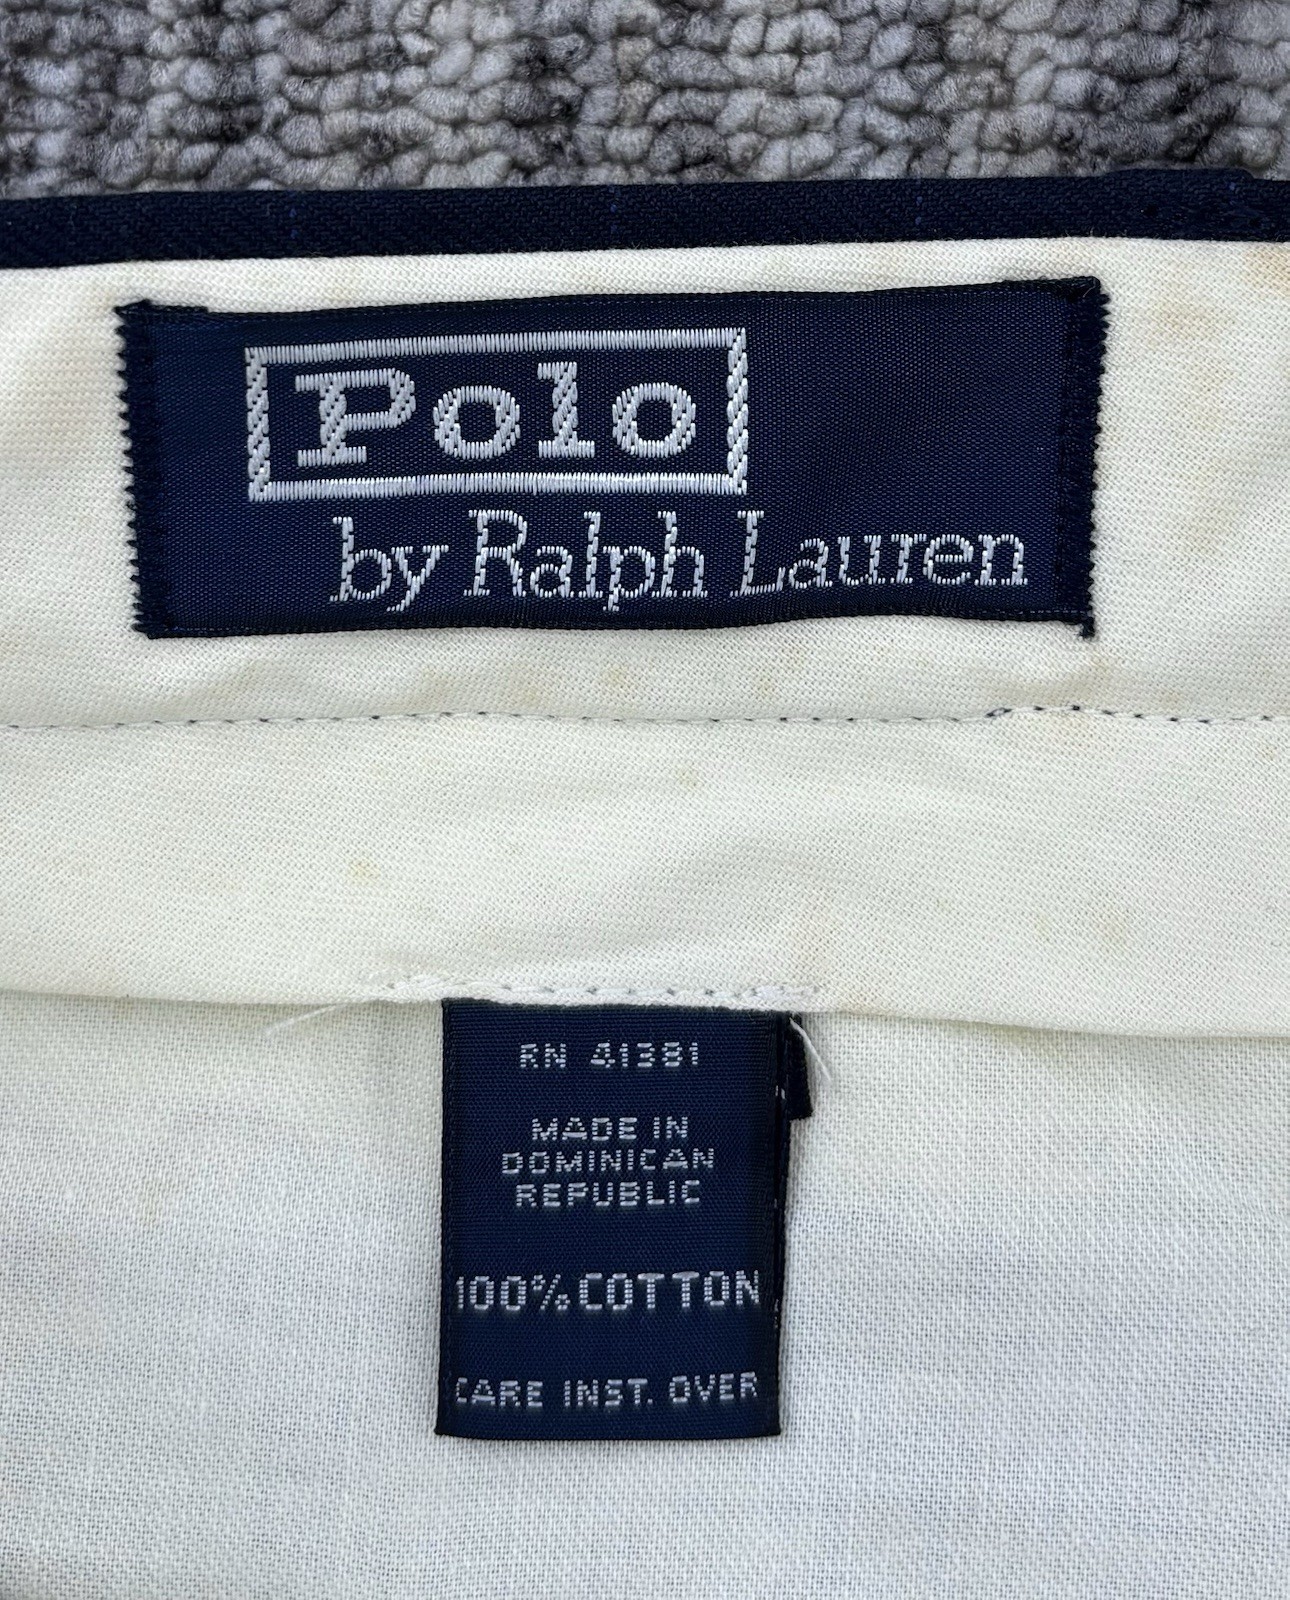 Polo
by Ralph Lauren
RN 41381
MADE IN
DOMINICAN
REPUBLIC
100% COTTON
CARE INST. OVER